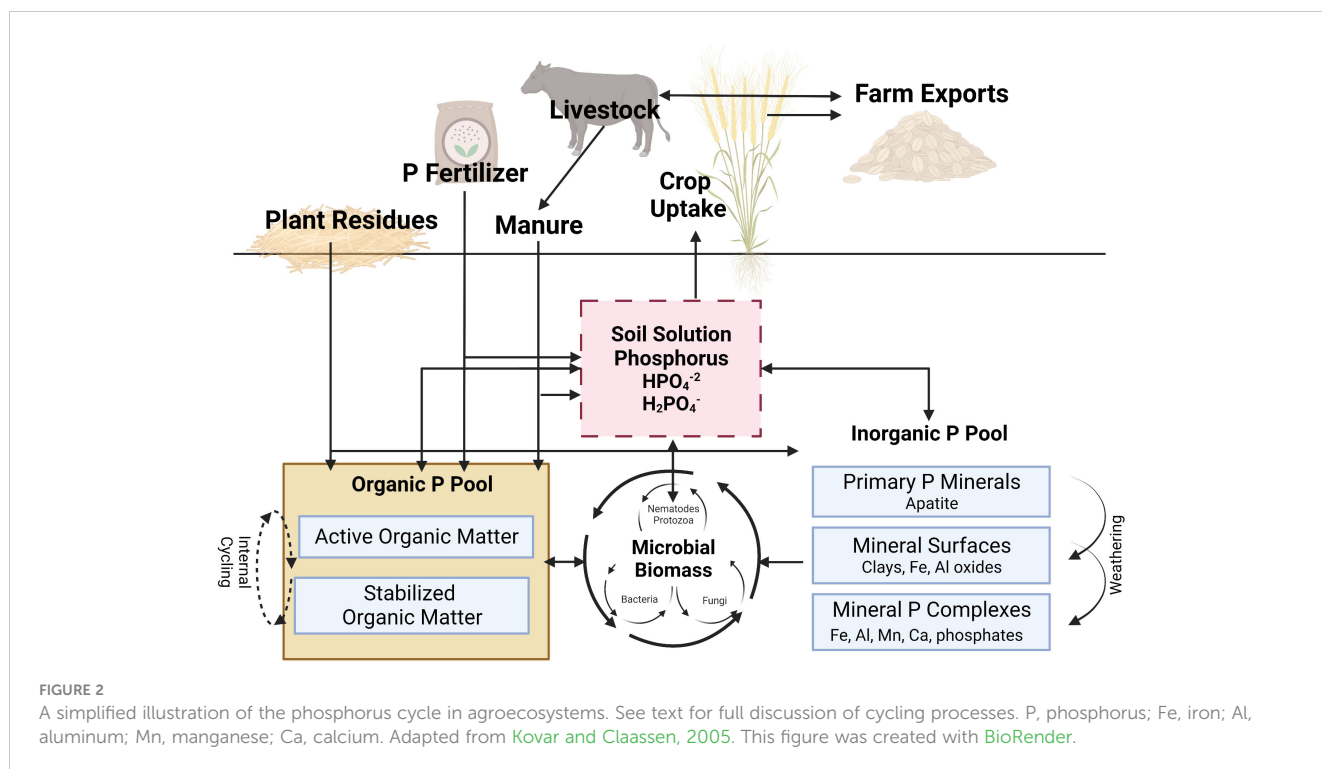 Livestock
Farm Exports
P Fertilizer
Crop
Uptake
Plant Residues
Manure
Soil Solution
Phosphorus
HPO₄⁻²
H₂PO₄⁻
Inorganic P Pool
Organic P Pool
Active Organic Matter
Stabilized
Organic Matter
Internal
Cycling
Nematodes
Protozoa
Microbial
Biomass
Bacteria
Fungi
Primary P Minerals
Apatite
Mineral Surfaces
Clays, Fe, Al oxides
Mineral P Complexes
Fe, Al, Mn, Ca, phosphates
Weathering
FIGURE 2
A simplified illustration of the phosphorus cycle in agroecosystems. See text for full discussion of cycling processes. P, phosphorus; Fe, iron; Al,
aluminum; Mn, manganese; Ca, calcium. Adapted from Kovar and Claassen, 2005. This figure was created with BioRender.